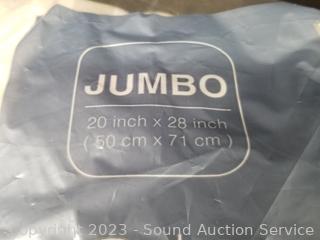 JUMBO
20 inch x 28 inch
( 50 cm x 71 cm )
Copyright 2023 - Sound Auction Service